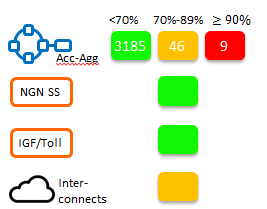 <70% 70%-89% ≥ 90%
3185 46 9
Acc-Agg
NGN SS
IGF/Toll
Inter-
connects